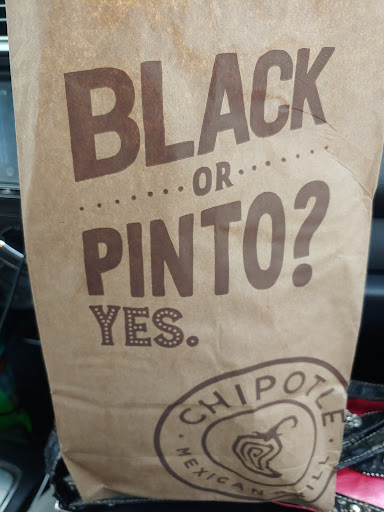 BLACK
OR
PINTO?
YES.
CHIPOTLE
MEXICAN GRILL